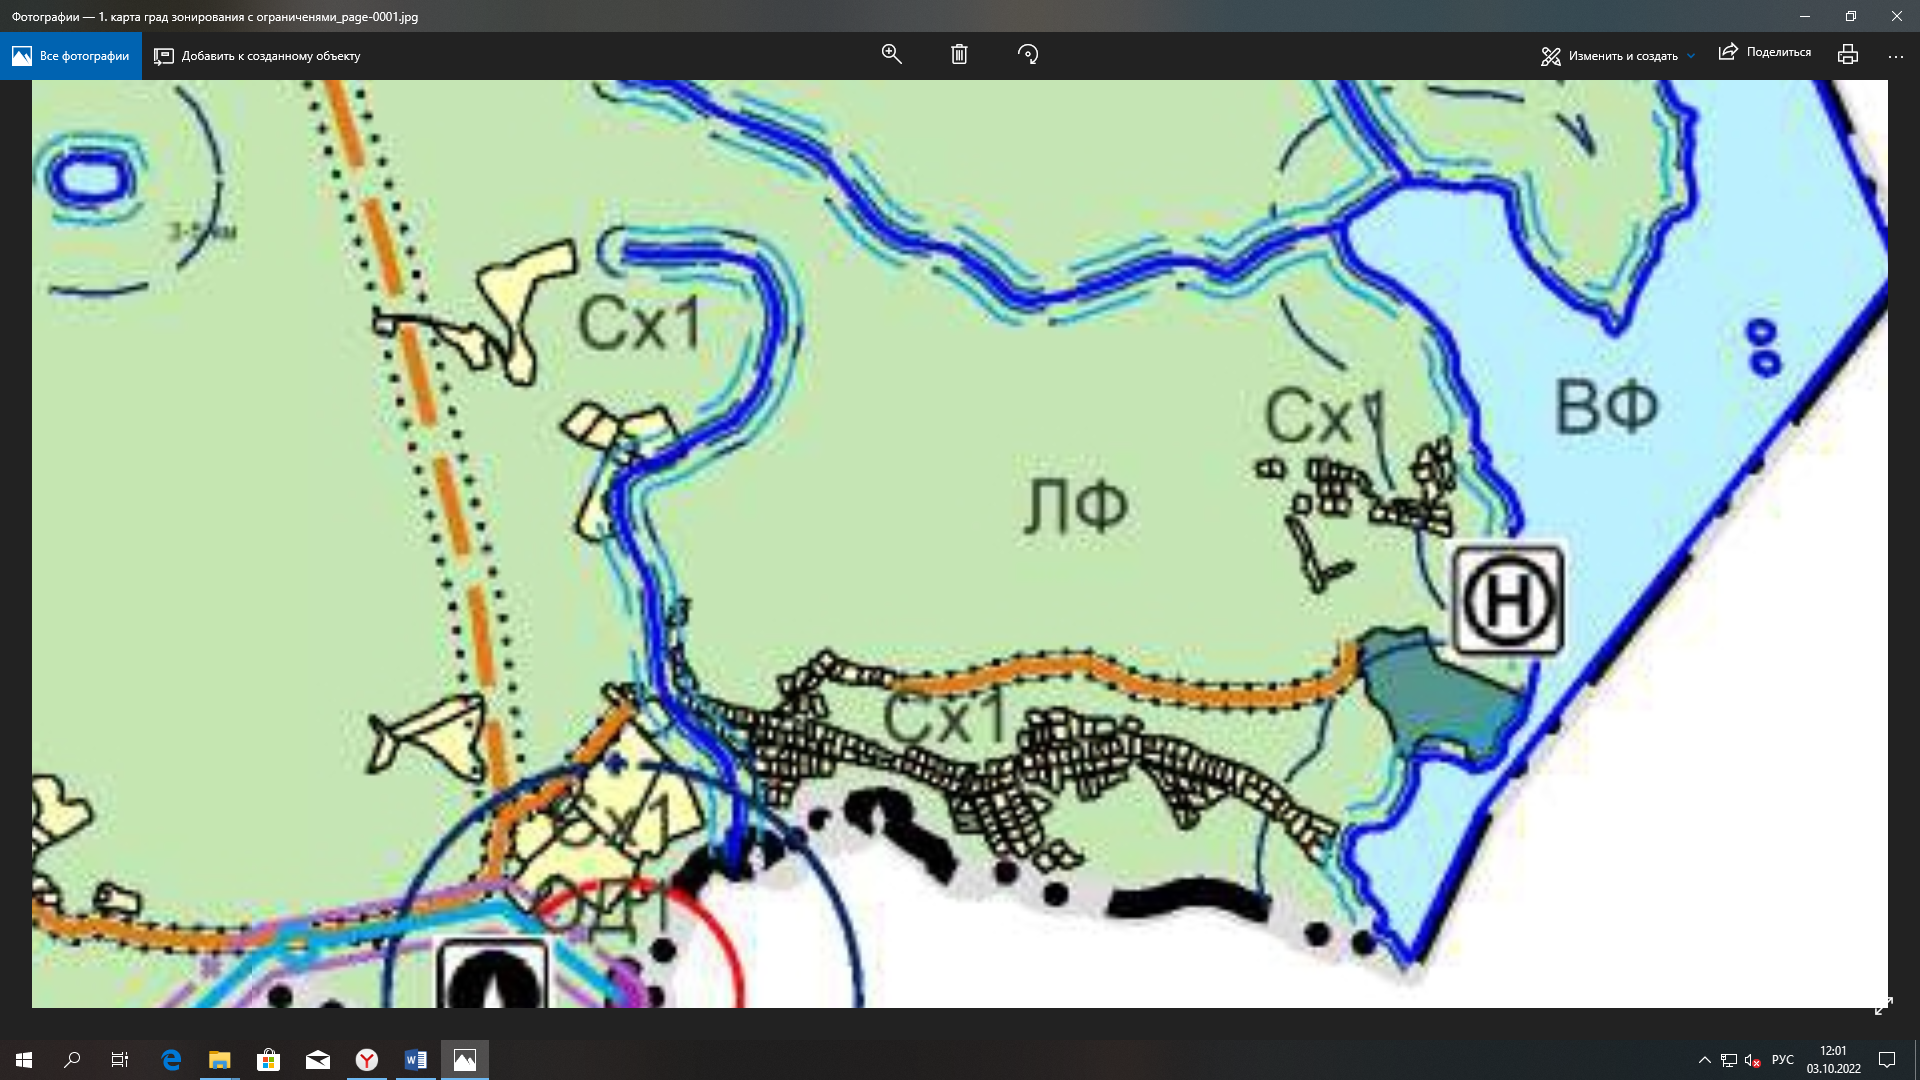 Фотографии — 1. карта град зонирования с ограничениями_page-0001.jpg
Все фотографии
Добавить к созданному объекту
Изменить и создать
Поделиться
Сх1
Сх1
ВФ
ЛФ
H
Сх1
Сх1
ОД1
РУС
12:01
03.10.2022